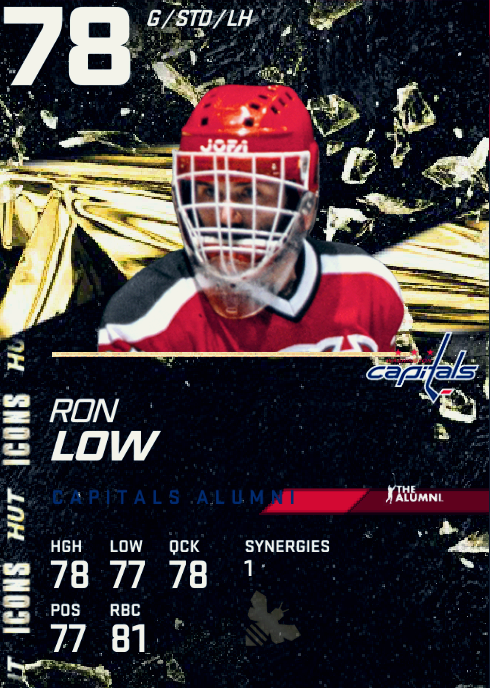 78
G/STD/LH
JOFA
capitals
RON
LOW
CAPITALS ALUMNI
THE
ALUMNI.
HGH LOW QCK SYNERGIES
78 77 78 1
POS RBC
77 81
HUT ICONS HUT ICONS HUT